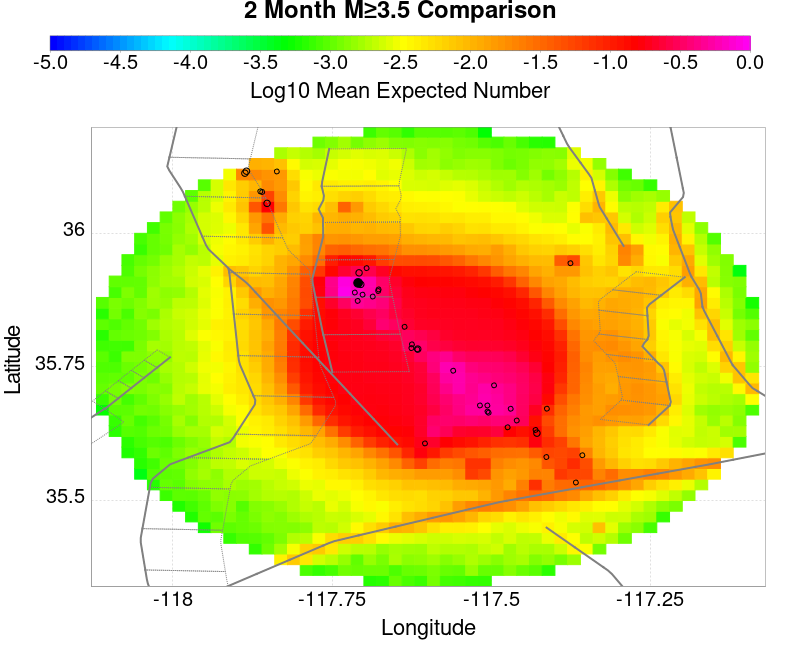 2 Month M≥3.5 Comparison
-5.0 -4.5 -4.0 -3.5 -3.0 -2.5 -2.0 -1.5 -1.0 -0.5 0.0
Log10 Mean Expected Number
36
35.75
35.5
Latitude
-118 -117.75 -117.5 -117.25
Longitude